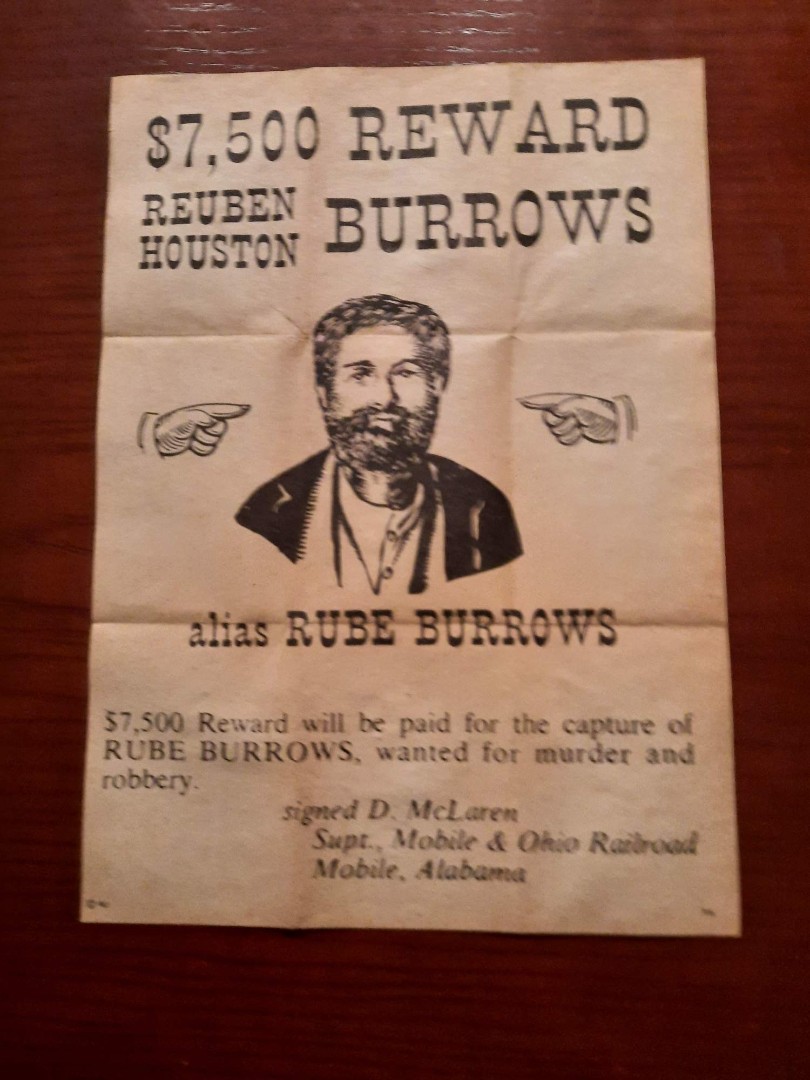 $7,500 REWARD
REUBEN HOUSTON BURROWS
alias RUBE BURROWS
$7,500 Reward will be paid for the capture of
RUBE BURROWS, wanted for murder and
robbery.
signed D. McLaren
Supt., Mobile & Ohio Railroad
Mobile, Alabama